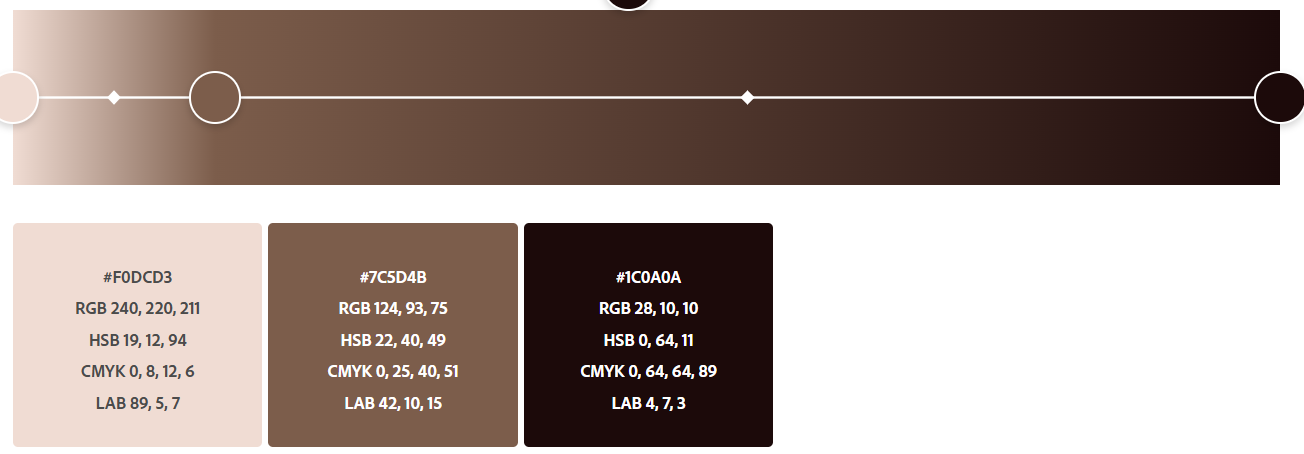 #F0DCD3
RGB 240, 220, 211
HSB 19, 12, 94
CMYK 0, 8, 12, 6
LAB 89, 5, 7
#7C5D4B
RGB 124, 93, 75
HSB 22, 40, 49
CMYK 0, 25, 40, 51
LAB 42, 10, 15
#1C0A0A
RGB 28, 10, 10
HSB 0, 64, 11
CMYK 0, 64, 64, 89
LAB 4, 7, 3